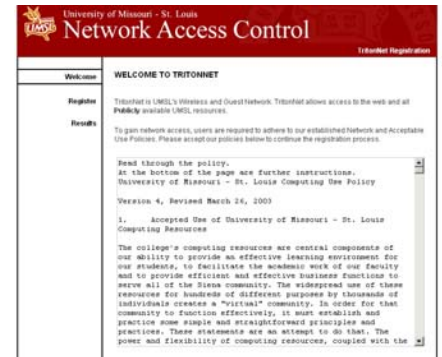 University of Missouri - St. Louis
UMSL
Network Access Control
TritonNet Registration
Welcome
WELCOME TO TRITONNET
Register
TritonNet is UMSL's Wireless and Guest Network. TritonNet allows access to the web and all
Publicly available UMSL resources.
Results
To gain network access, users are required to adhere to our established Network and Acceptable
Use Policies. Please accept our policies below to continue the registration process.
Read through the policy.
At the bottom of the page are further instructions.
University of Missouri - St. Louis Computing Use Policy
Version 4, Revised March 26, 2003
1. Accepted Use of University of Missouri - St. Louis
Computing Resources
The college's computing resources are central components of
our ability to provide an effective learning environment for
our students, to facilitate the academic work of our faculty
and to provide efficient and effective business functions to
serve all of the Siena community. The widespread use of these
resources for hundreds of different purposes by thousands of
individuals creates a "virtual" community. In order for that
community to function effectively, it must establish and
practice some simple and straightforward principles and
practices. These statements are an attempt to do that. The
power and flexibility of computing resources, coupled with the